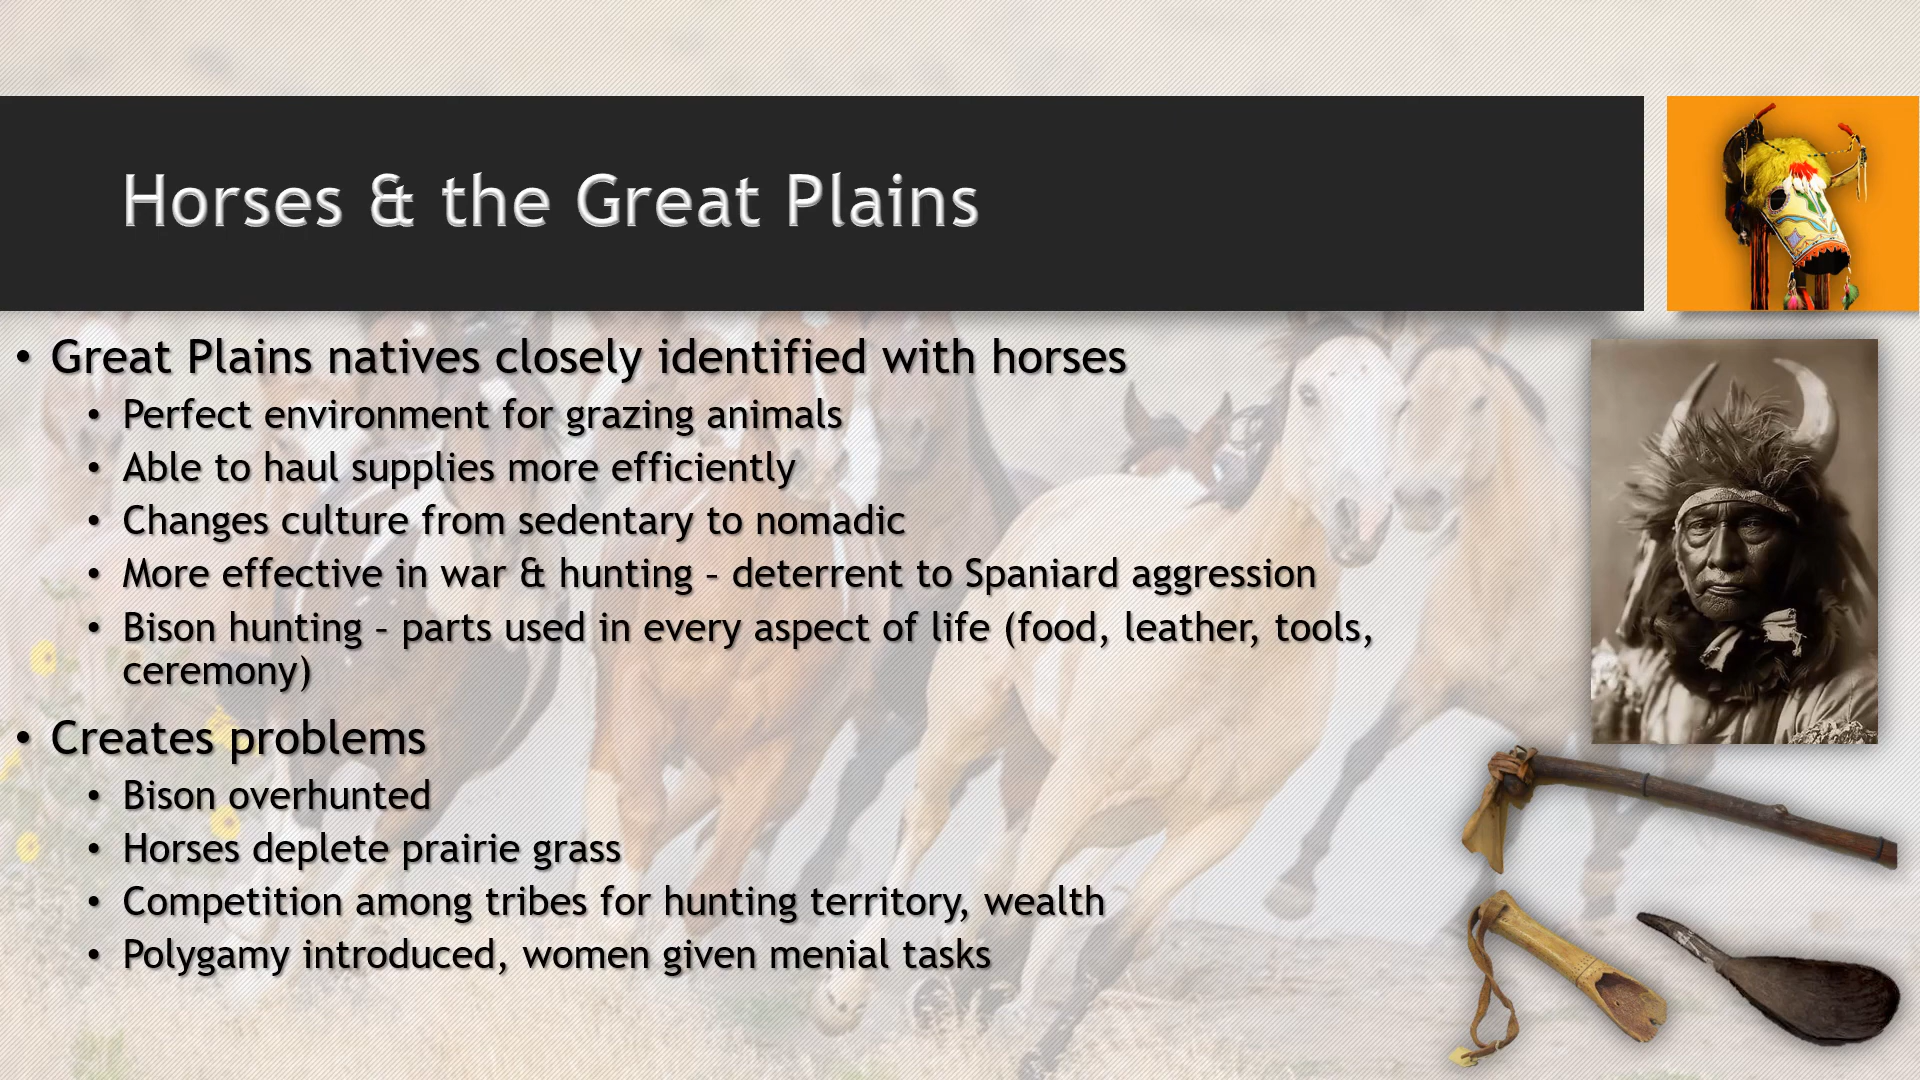 Horses & the Great Plains
• Great Plains natives closely identified with horses
• Perfect environment for grazing animals
• Able to haul supplies more efficiently
• Changes culture from sedentary to nomadic
• More effective in war & hunting – deterrent to Spaniard aggression
• Bison hunting – parts used in every aspect of life (food, leather, tools,
ceremony)
• Creates problems
• Bison overhunted
• Horses deplete prairie grass
• Competition among tribes for hunting territory, wealth
• Polygamy introduced, women given menial tasks